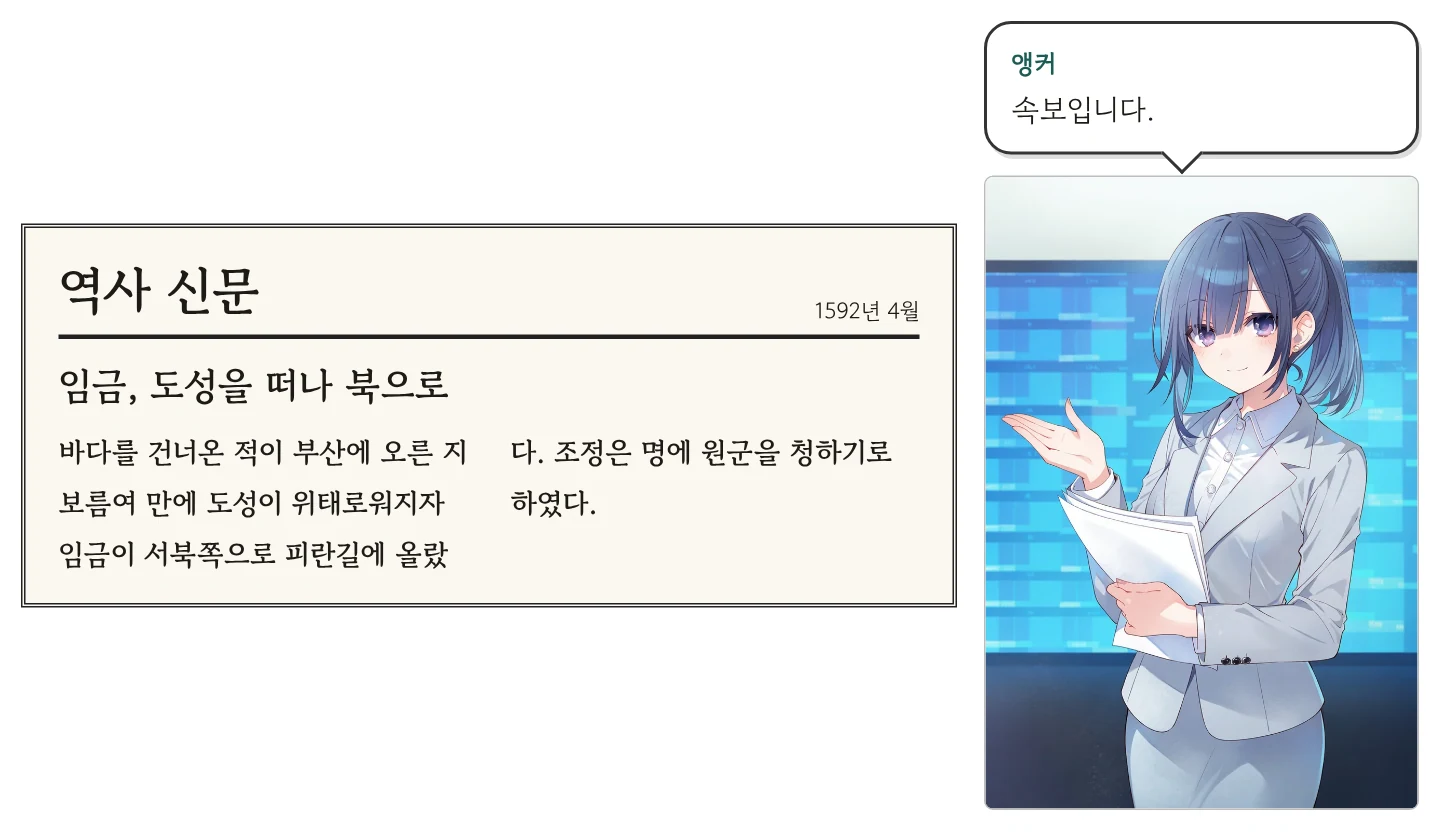 역사 신문
1592년 4월
임금, 도성을 떠나 북으로
바다를 건너온 적이 부산에 오른 지
보름여 만에 도성이 위태로워지자
임금이 서북쪽으로 피란길에 올랐
다. 조정은 명에 원군을 청하기로
하였다.
앵커
속보입니다.